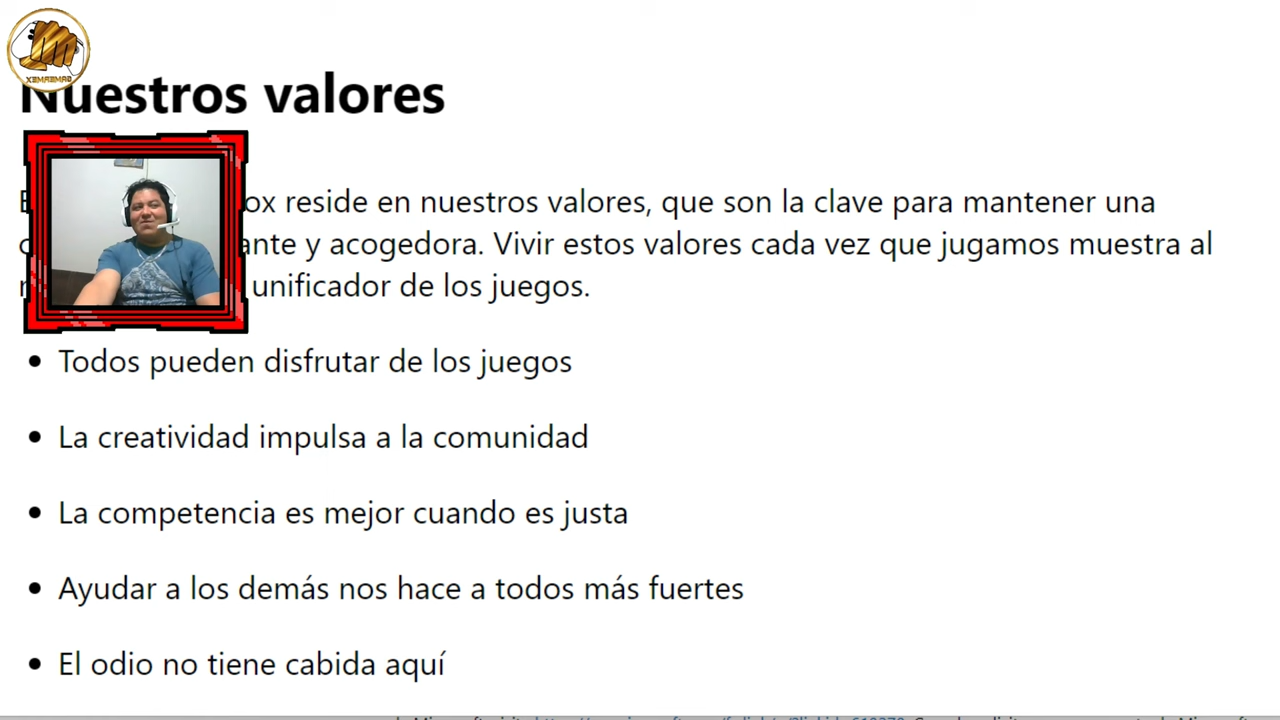 XEMREMRO
Nuestros valores
ox reside en nuestros valores, que son la clave para mantener una
ante y acogedora. Vivir estos valores cada vez que jugamos muestra al
unificador de los juegos.
• Todos pueden disfrutar de los juegos
• La creatividad impulsa a la comunidad
• La competencia es mejor cuando es justa
• Ayudar a los demás nos hace a todos más fuertes
• El odio no tiene cabida aquí